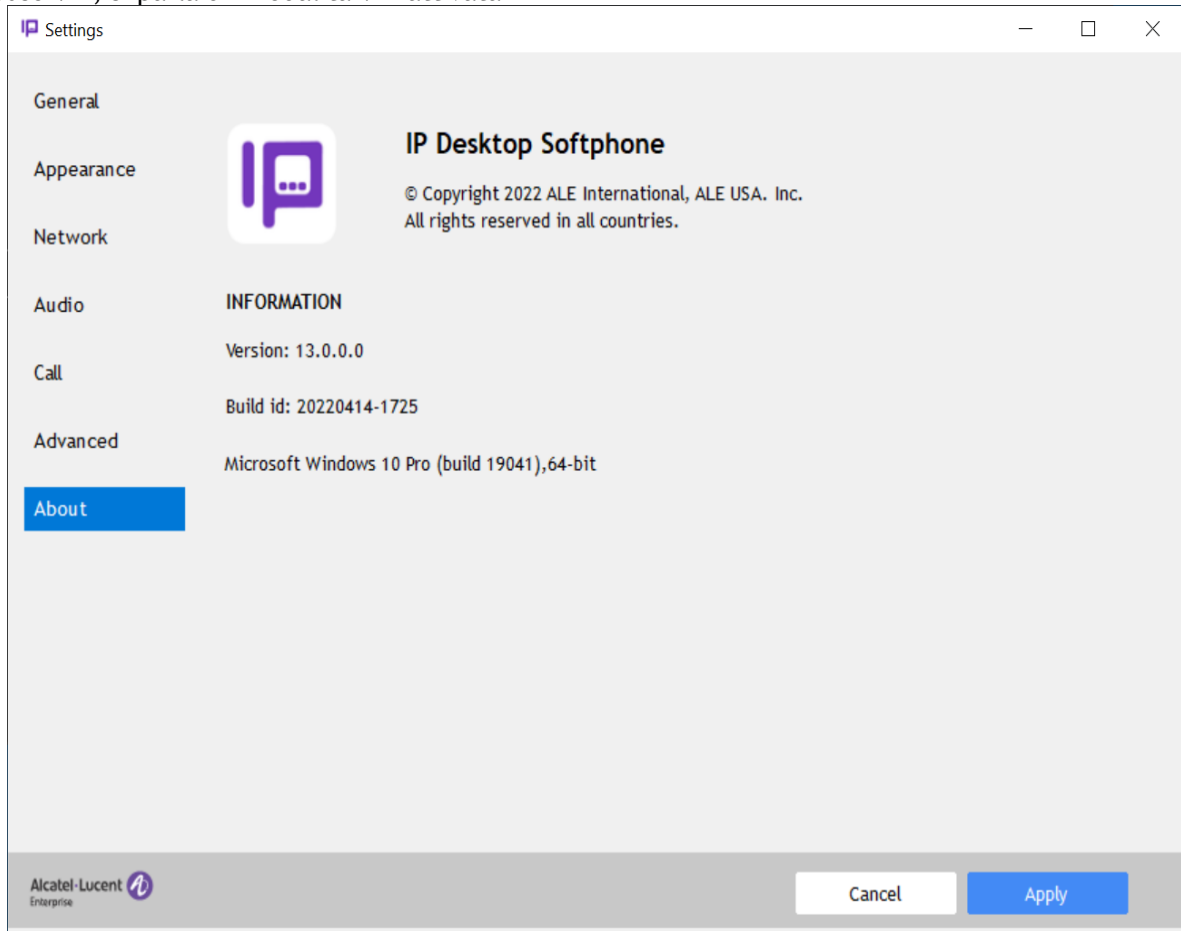 Settings
General
Appearance
Network
Audio
Call
Advanced
About
IP Desktop Softphone
© Copyright 2022 ALE International, ALE USA. Inc.
All rights reserved in all countries.
INFORMATION
Version: 13.0.0.0
Build id: 20220414-1725
Microsoft Windows 10 Pro (build 19041),64-bit
Alcatel·Lucent
Enterprise
Cancel
Apply